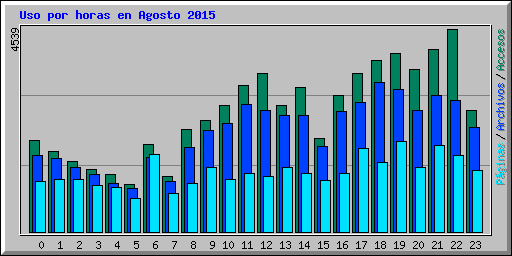 Uso por horas en Agosto 2015
4539
Páginas / Archivos / Accesos
0 1 2 3 4 5 6 7 8 9 10 11 12 13 14 15 16 17 18 19 20 21 22 23